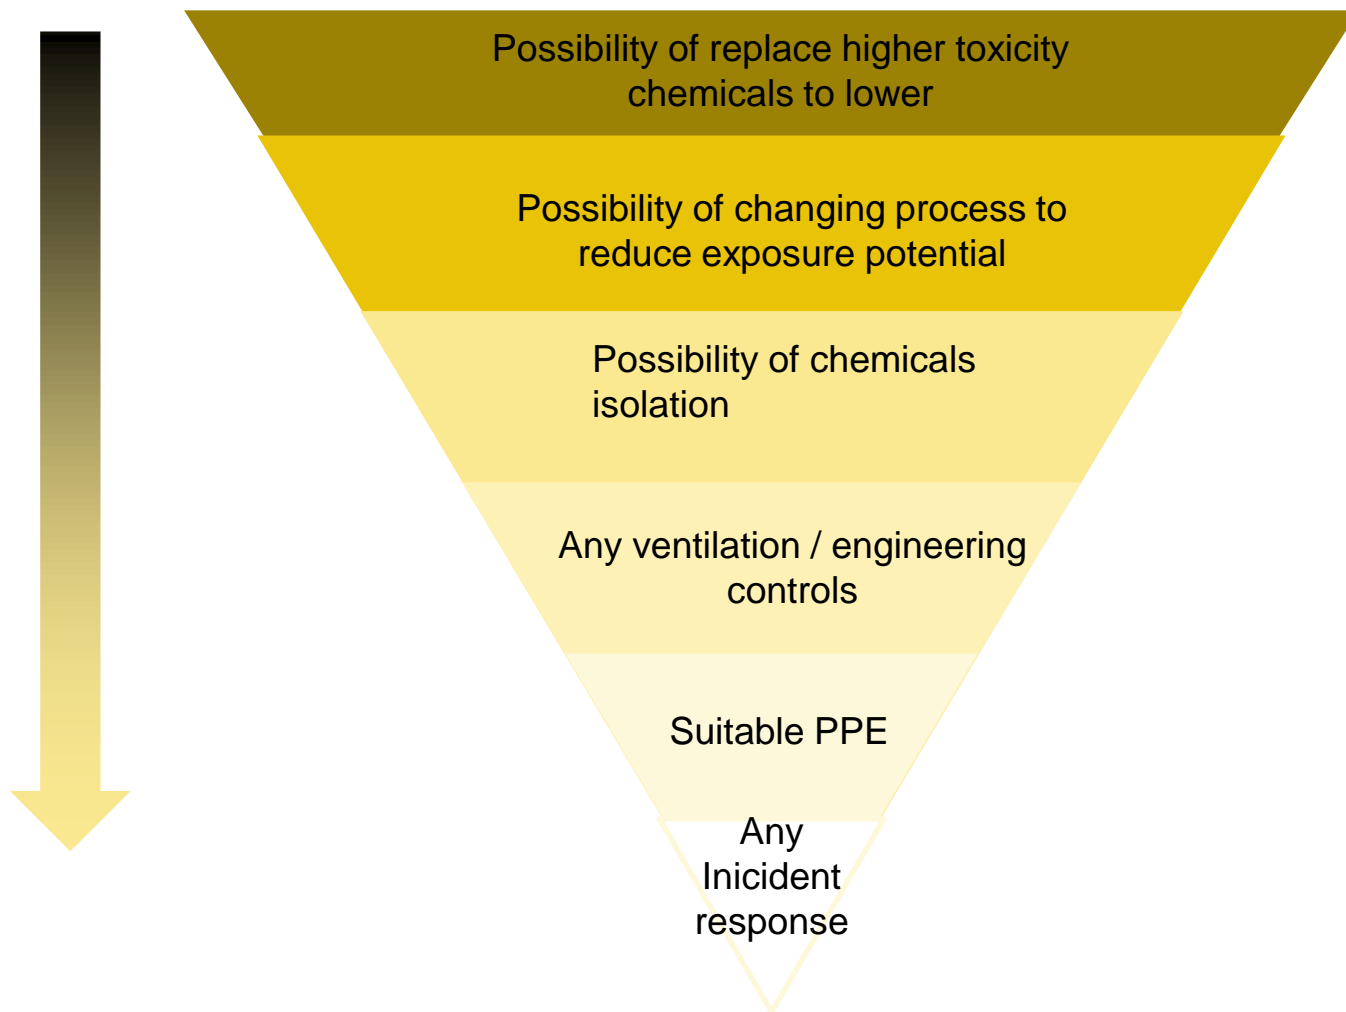 Possibility of replace higher toxicity
chemicals to lower
Possibility of changing process to
reduce exposure potential
Possibility of chemicals
isolation
Any ventilation / engineering
controls
Suitable PPE
Any
Inicident
response